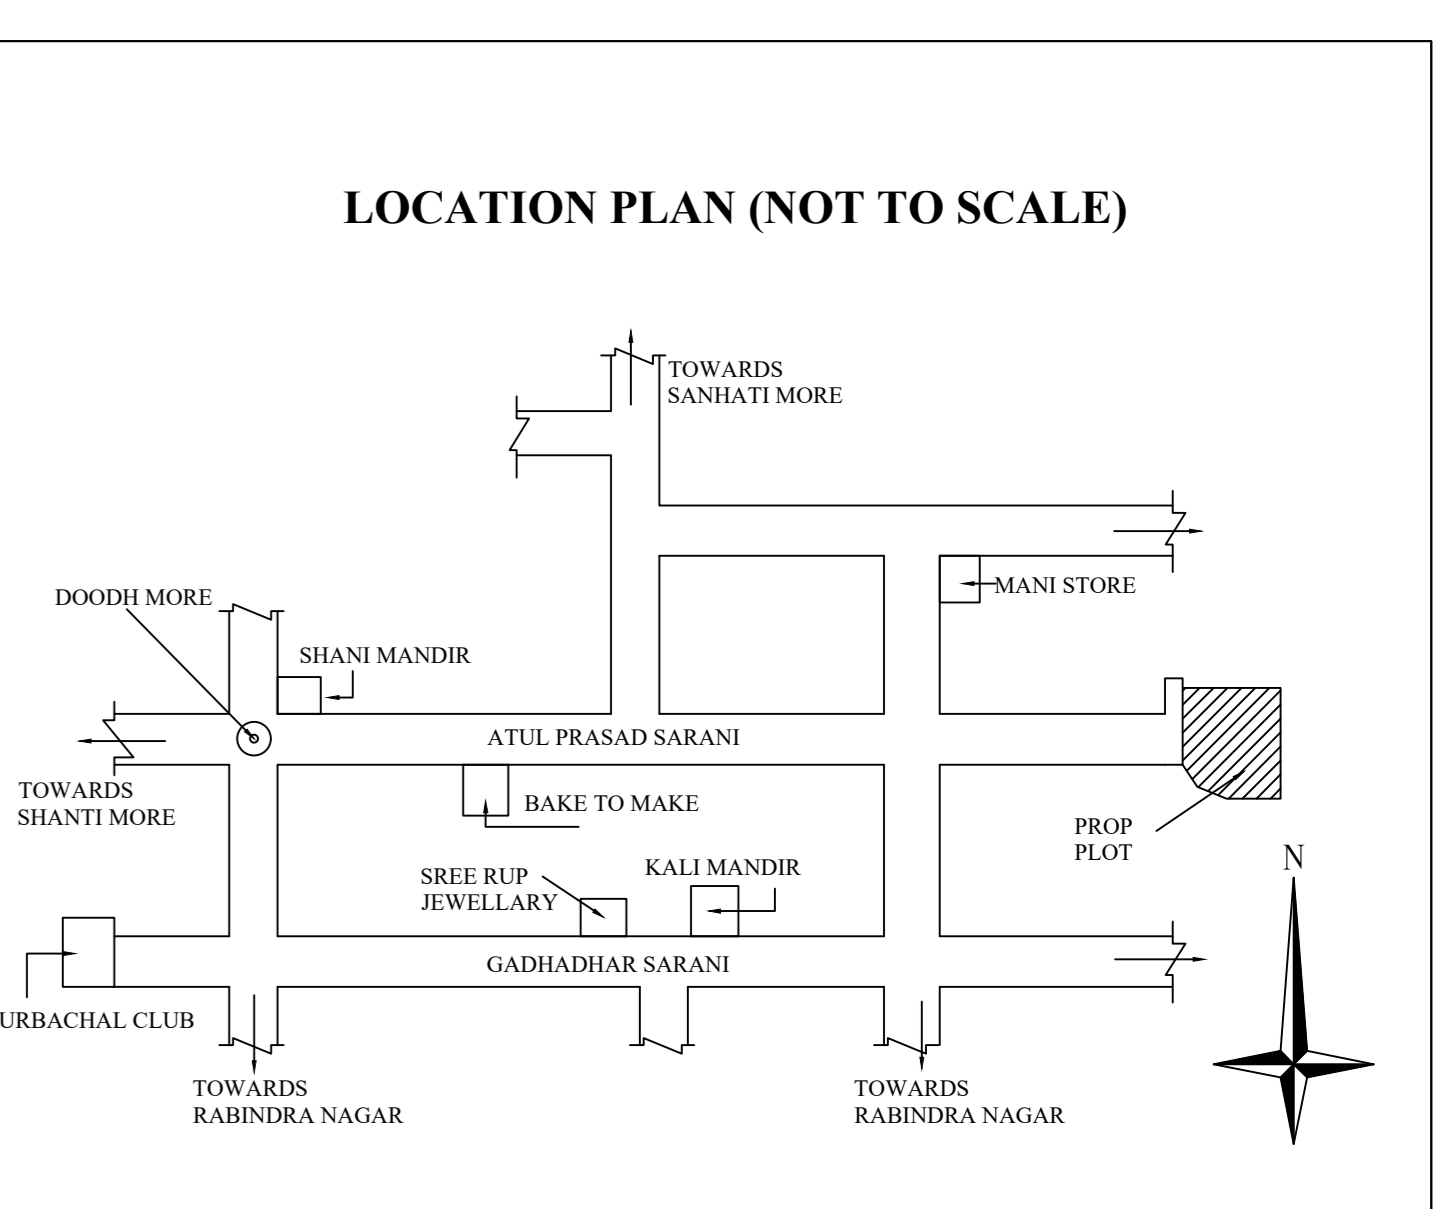 LOCATION PLAN (NOT TO SCALE)
TOWARDS
SANHATI MORE
DOODH MORE
MANI STORE
SHANI MANDIR
ATUL PRASAD SARANI
TOWARDS
SHANTI MORE
BAKE TO MAKE
PROP
PLOT
N
SREE RUP
JEWELLARY
KALI MANDIR
GADHADHAR SARANI
URBACHAL CLUB
TOWARDS
RABINDRA NAGAR
TOWARDS
RABINDRA NAGAR